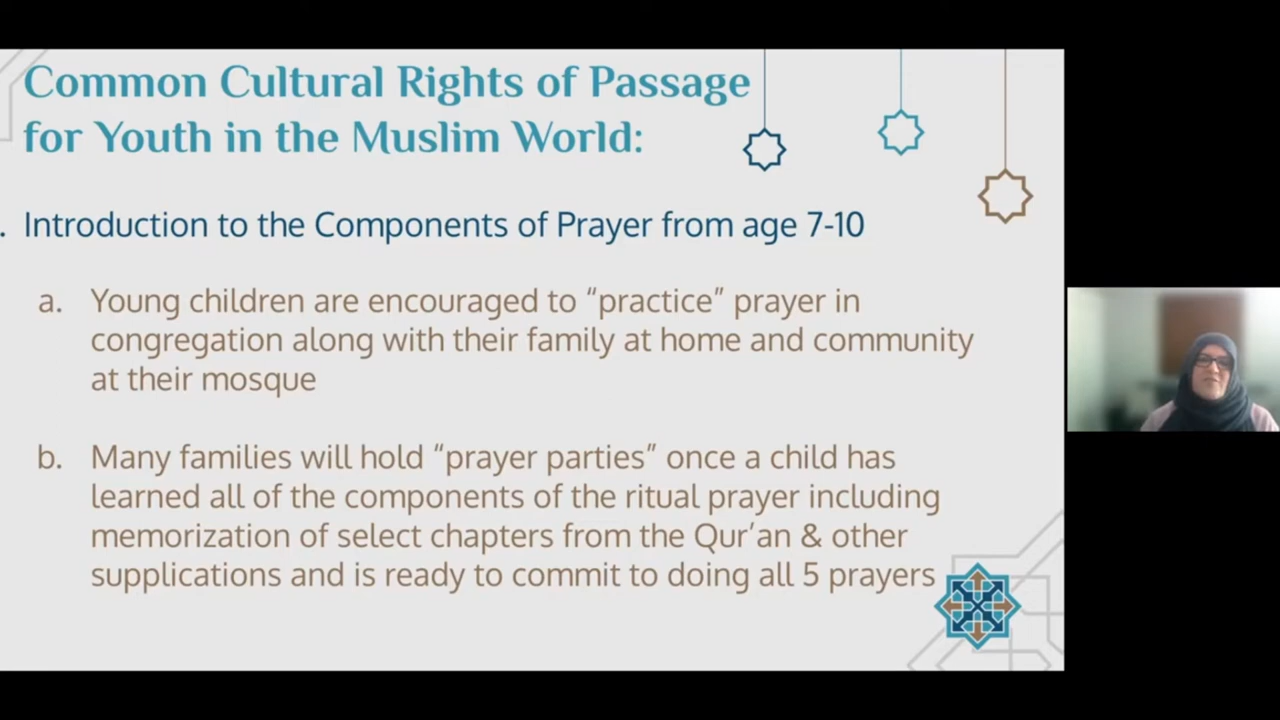 Common Cultural Rights of Passage
for Youth in the Muslim World:
. Introduction to the Components of Prayer from age 7-10
a. Young children are encouraged to “practice” prayer in
congregation along with their family at home and community
at their mosque
b. Many families will hold “prayer parties” once a child has
learned all of the components of the ritual prayer including
memorization of select chapters from the Qur’an & other
supplications and is ready to commit to doing all 5 prayers